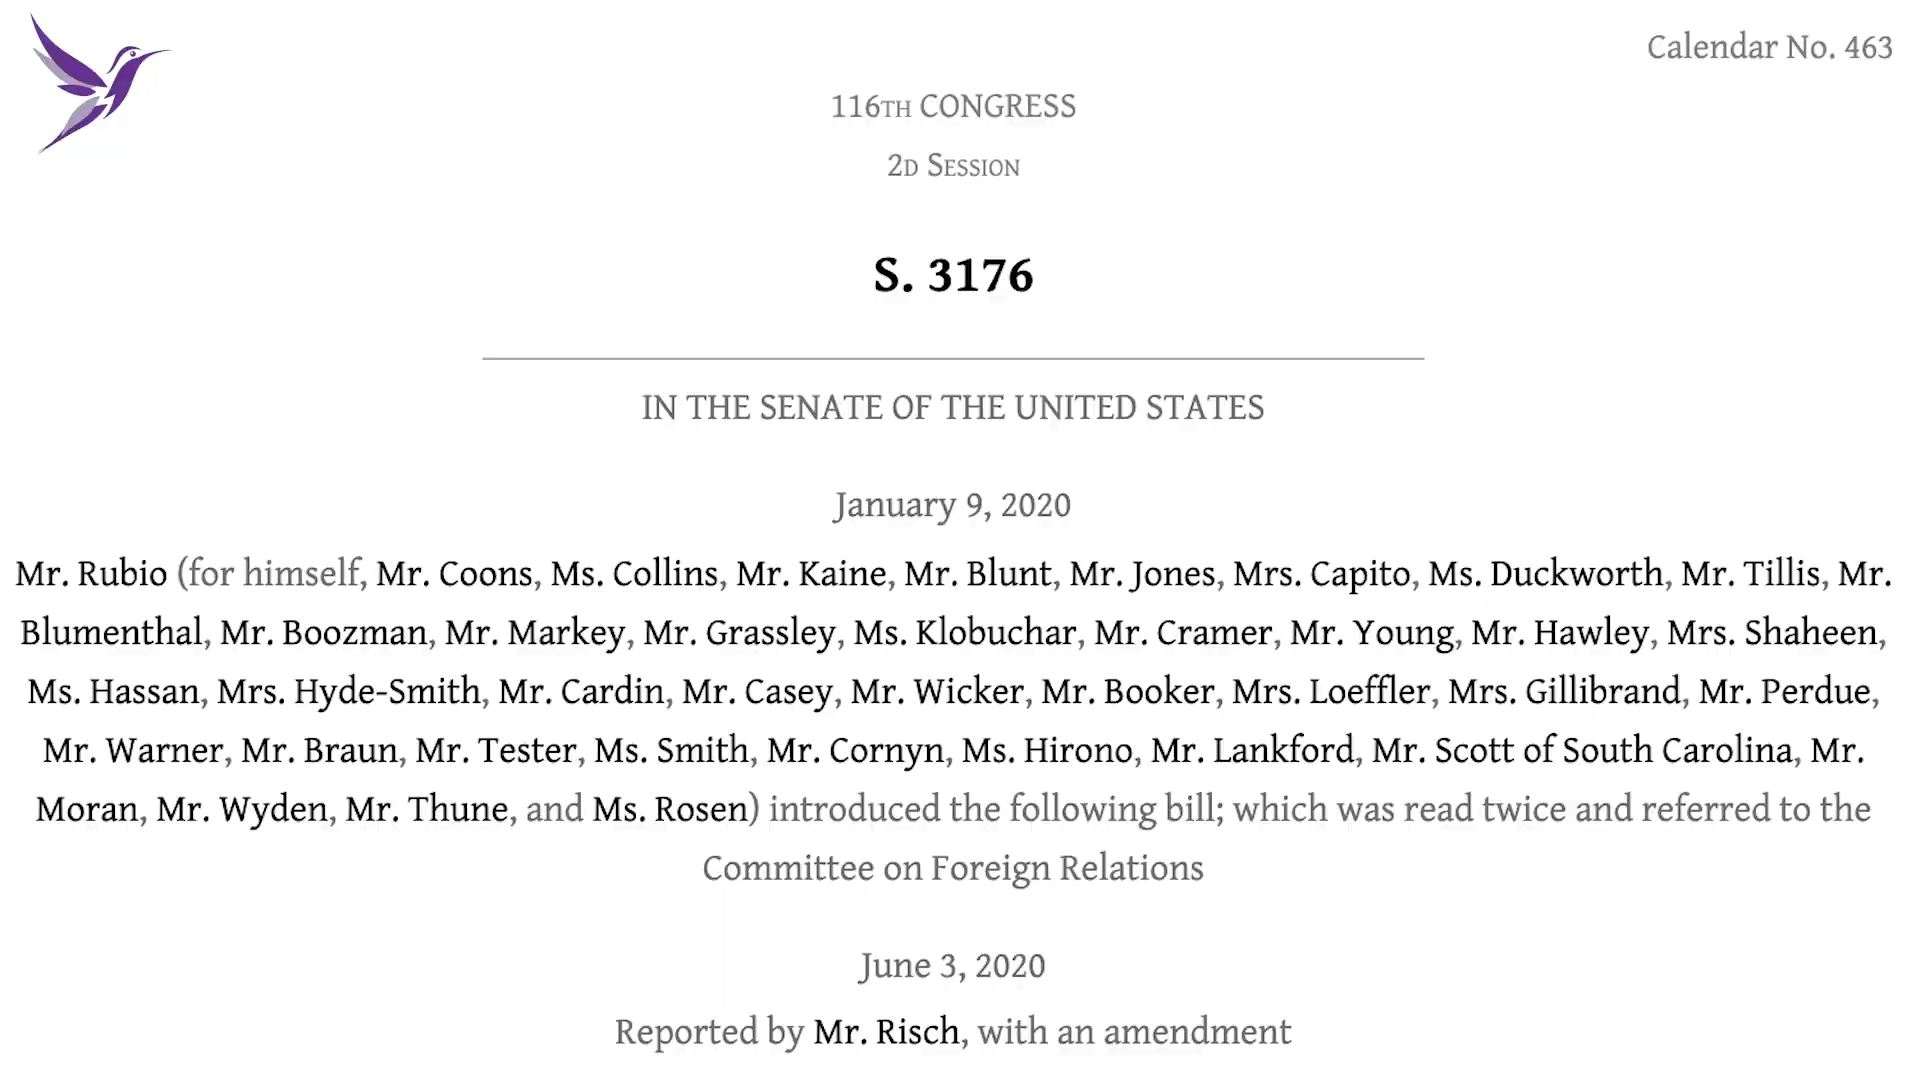 Calendar No. 463
116TH CONGRESS
2D SESSION
S. 3176
IN THE SENATE OF THE UNITED STATES
January 9, 2020
Mr. Rubio (for himself, Mr. Coons, Ms. Collins, Mr. Kaine, Mr. Blunt, Mr. Jones, Mrs. Capito, Ms. Duckworth, Mr. Tillis, Mr.
Blumenthal, Mr. Boozman, Mr. Markey, Mr. Grassley, Ms. Klobuchar, Mr. Cramer, Mr. Young, Mr. Hawley, Mrs. Shaheen,
Ms. Hassan, Mrs. Hyde-Smith, Mr. Cardin, Mr. Casey, Mr. Wicker, Mr. Booker, Mrs. Loeffler, Mrs. Gillibrand, Mr. Perdue,
Mr. Warner, Mr. Braun, Mr. Tester, Ms. Smith, Mr. Cornyn, Ms. Hirono, Mr. Lankford, Mr. Scott of South Carolina, Mr.
Moran, Mr. Wyden, Mr. Thune, and Ms. Rosen) introduced the following bill; which was read twice and referred to the
Committee on Foreign Relations
June 3, 2020
Reported by Mr. Risch, with an amendment